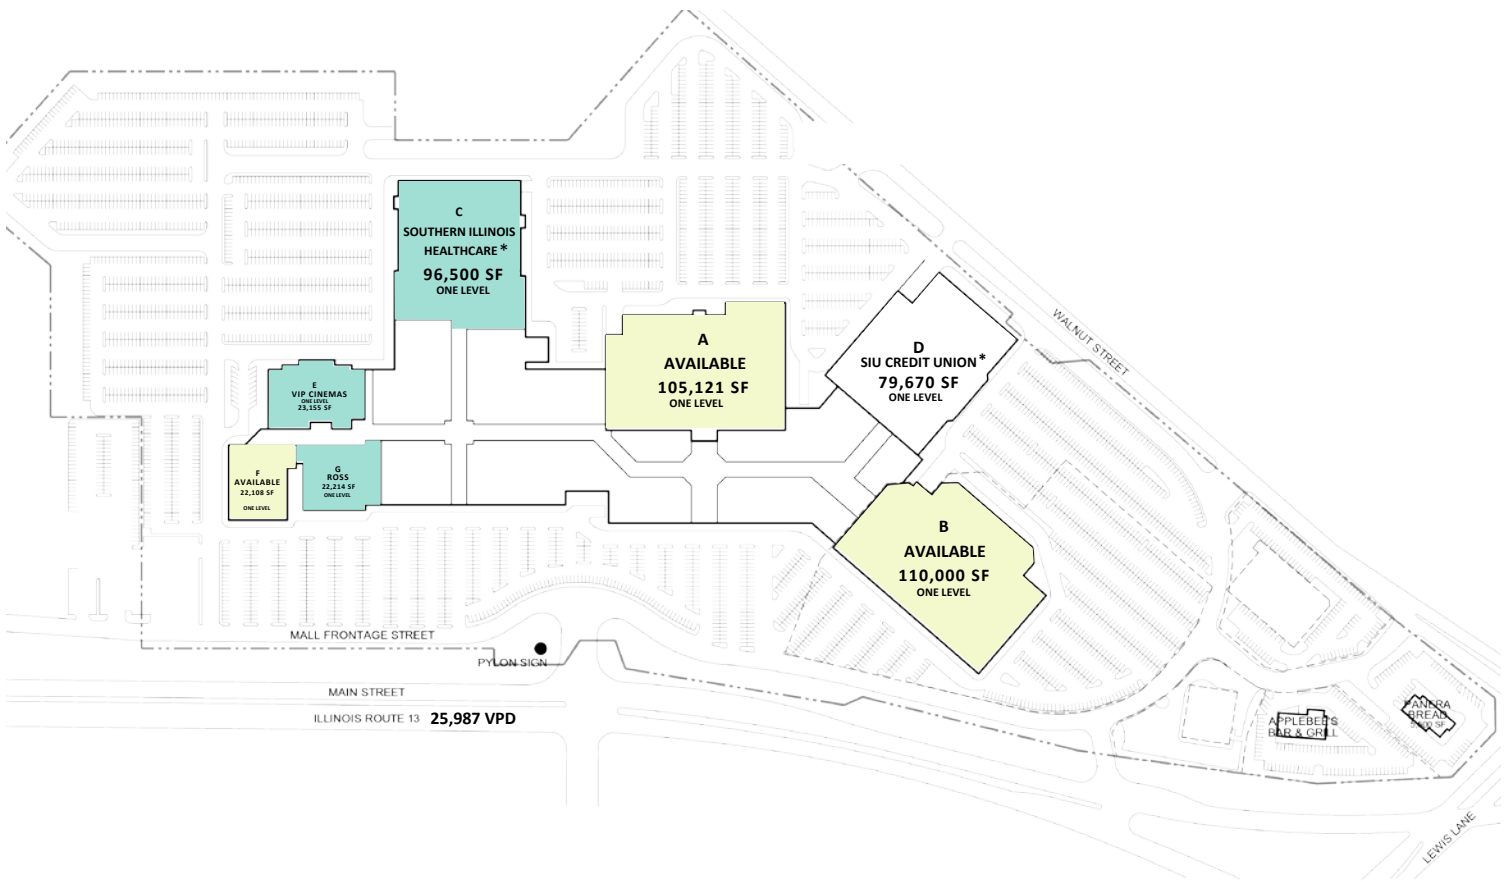 C
SOUTHERN ILLINOIS
HEALTHCARE*
96,500 SF
ONE LEVEL
A
AVAILABLE
105,121 SF
ONE LEVEL
D
SIU CREDIT UNION*
79,670 SF
ONE LEVEL
WALNUT STREET
E
VIP CINEMAS
ONE LEVEL
23,155 SF
F
AVAILABLE
22,108 SF
ONE LEVEL
G
ROSS
22,214 SF
ONE LEVEL
B
AVAILABLE
110,000 SF
ONE LEVEL
MALL FRONTAGE STREET
PYLON SIGN
MAIN STREET
ILLINOIS ROUTE 13 25,987 VPD
APPLEBEE'S
BAR & GRILL
PANERA
BREAD
SF
LEWIS LANE